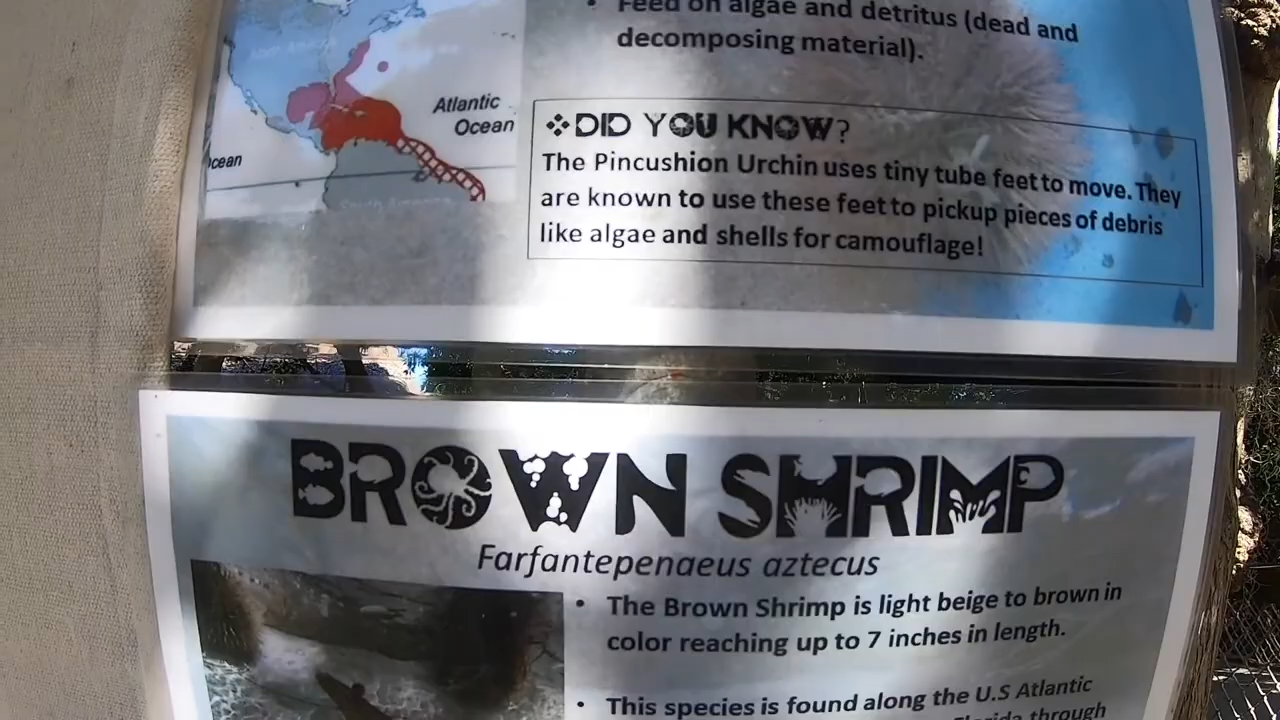 • Feed on algae and detritus (dead and
decomposing material).
Atlantic
Ocean
cean
❖DID YOU KNOW?
The Pincushion Urchin uses tiny tube feet to move. They
are known to use these feet to pickup pieces of debris
like algae and shells for camouflage!
BROWN SHRIMP
Farfantepenaeus aztecus
• The Brown Shrimp is light beige to brown in
color reaching up to 7 inches in length.
• This species is found along the U.S Atlantic
Florida through